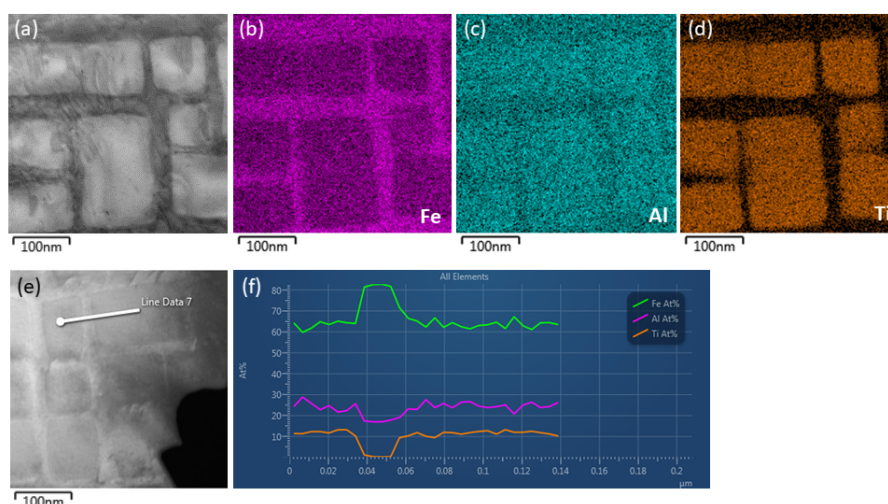 (a)
(b)
(c)
(d)
Fe
Al
Ti
100nm
100nm
100nm
100nm
(e)
Line Data 7
100nm
(f)
All Elements
At%
80
70
60
50
40
30
20
10
Fe At%
Al At%
Ti At%
0
0.02
0.04
0.06
0.08
0.1
0.12
0.14
0.16
0.18
0.2
µm